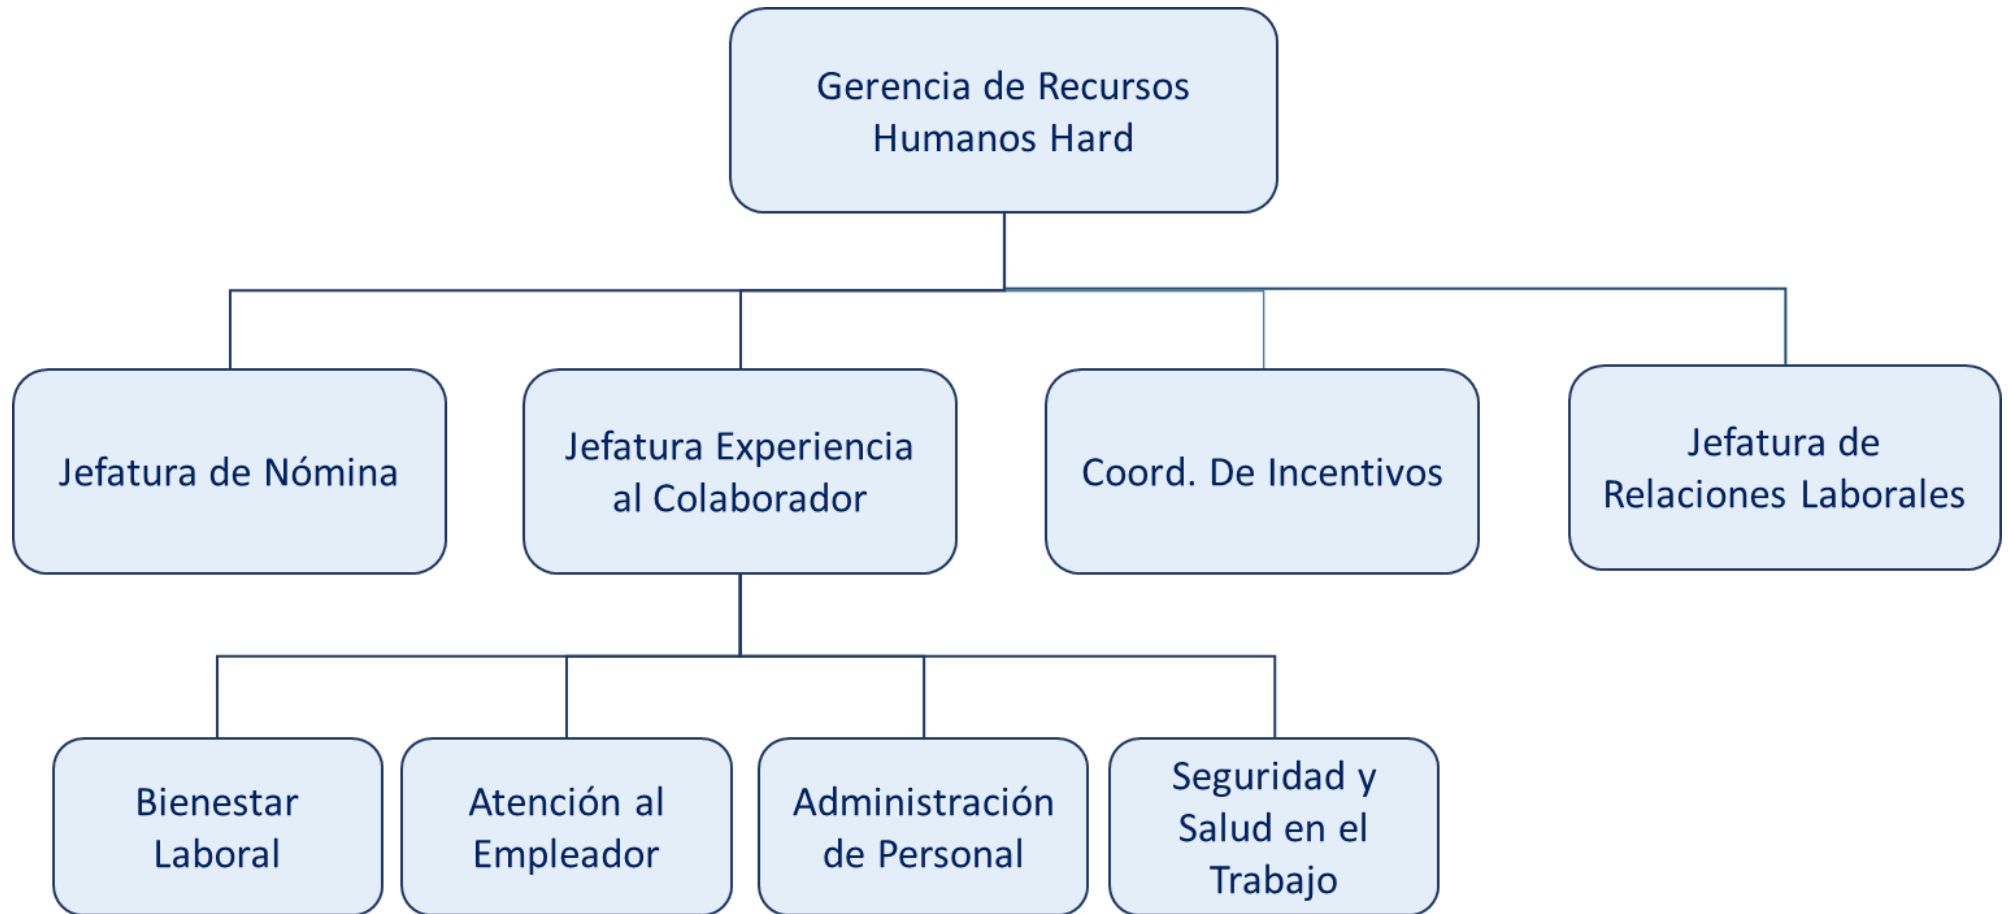 Gerencia de Recursos
Humanos Hard
Jefatura de Nómina
Jefatura Experiencia
al Colaborador
Coord. De Incentivos
Jefatura de
Relaciones Laborales
Bienestar
Laboral
Atención al
Empleador
Administración
de Personal
Seguridad y
Salud en el
Trabajo